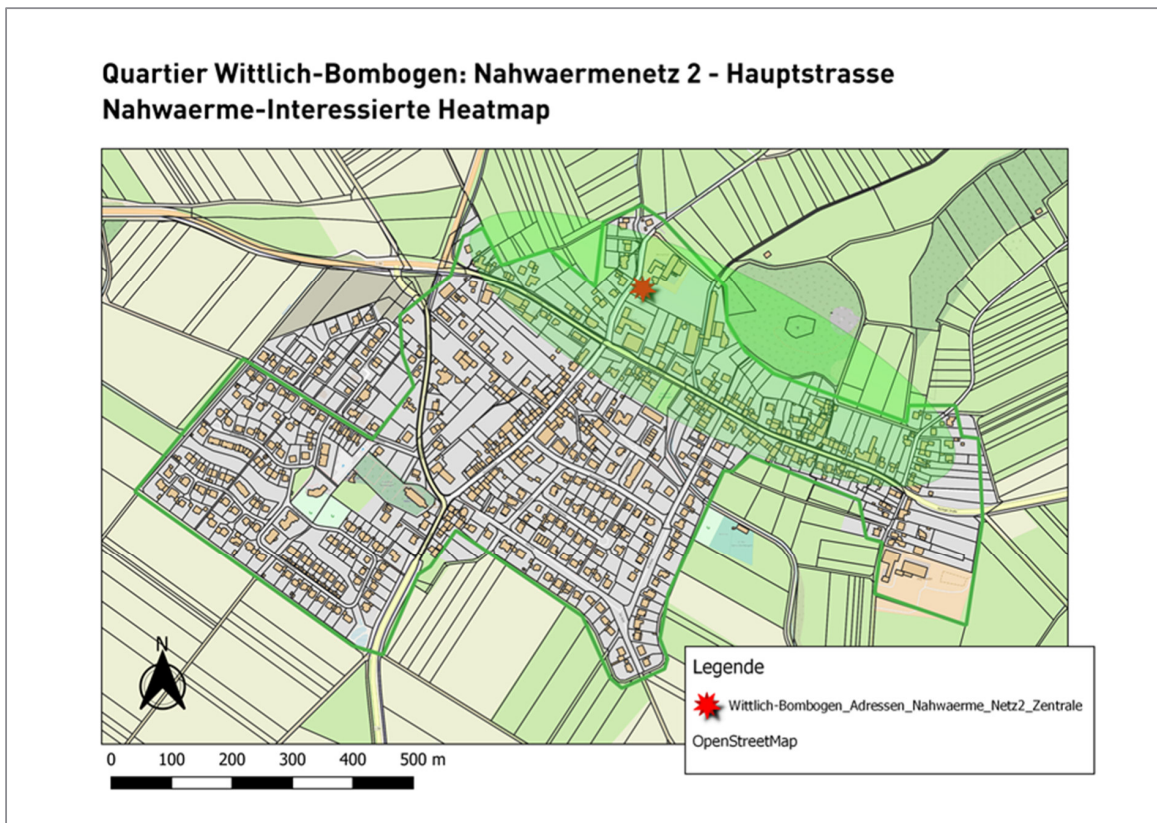 Quartier Wittlich-Bombogen: Nahwaermenetz 2 - Hauptstrasse
Nahwaerme-Interessierte Heatmap
N
Legende
Wittlich-Bombogen_Adressen_Nahwaerme_Netz2_Zentrale
OpenStreetMap
0 100 200 300 400 500 m